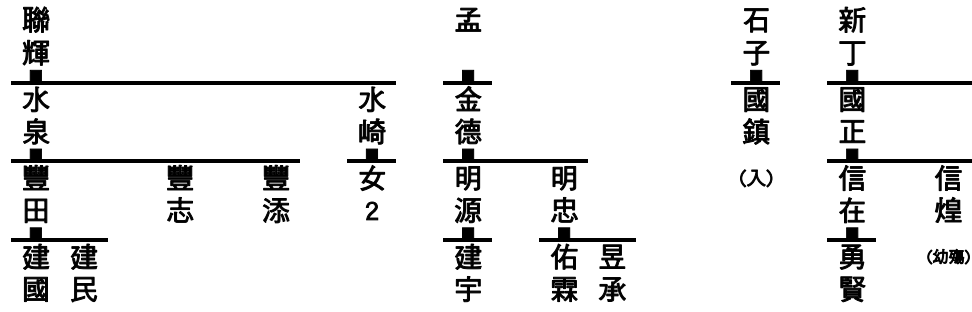 聯輝
孟
石子
新丁
水泉
水崎
金德
國鎮
國正
豐田
豐志
豐添
女2
明源
明忠
(入)
信在
信煌
建國
建民
建宇
佑霖
昱承
勇賢
(幼殤)